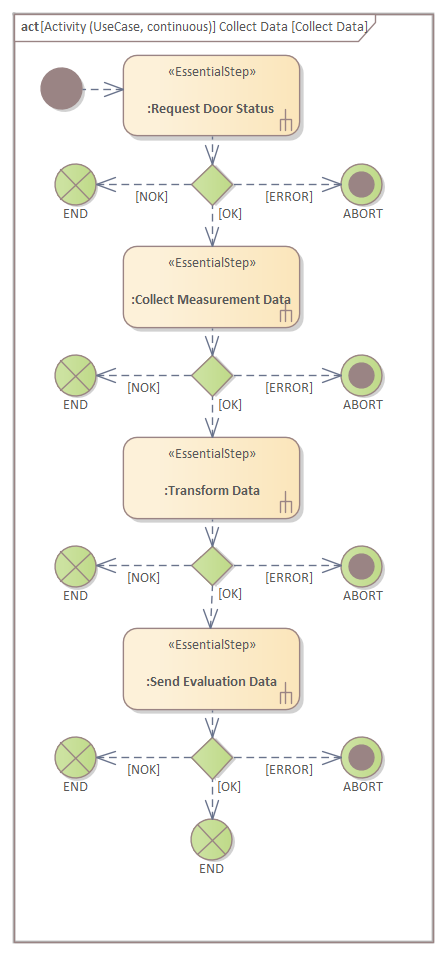 act [Activity (UseCase, continuous)] Collect Data [Collect Data]
«EssentialStep»
:Request Door Status
[NOK]
[ERROR]
END
[OK]
ABORT
«EssentialStep»
:Collect Measurement Data
[NOK]
[ERROR]
END
[OK]
ABORT
«EssentialStep»
:Transform Data
[NOK]
[ERROR]
END
[OK]
ABORT
«EssentialStep»
:Send Evaluation Data
[NOK]
[ERROR]
END
[OK]
ABORT
END